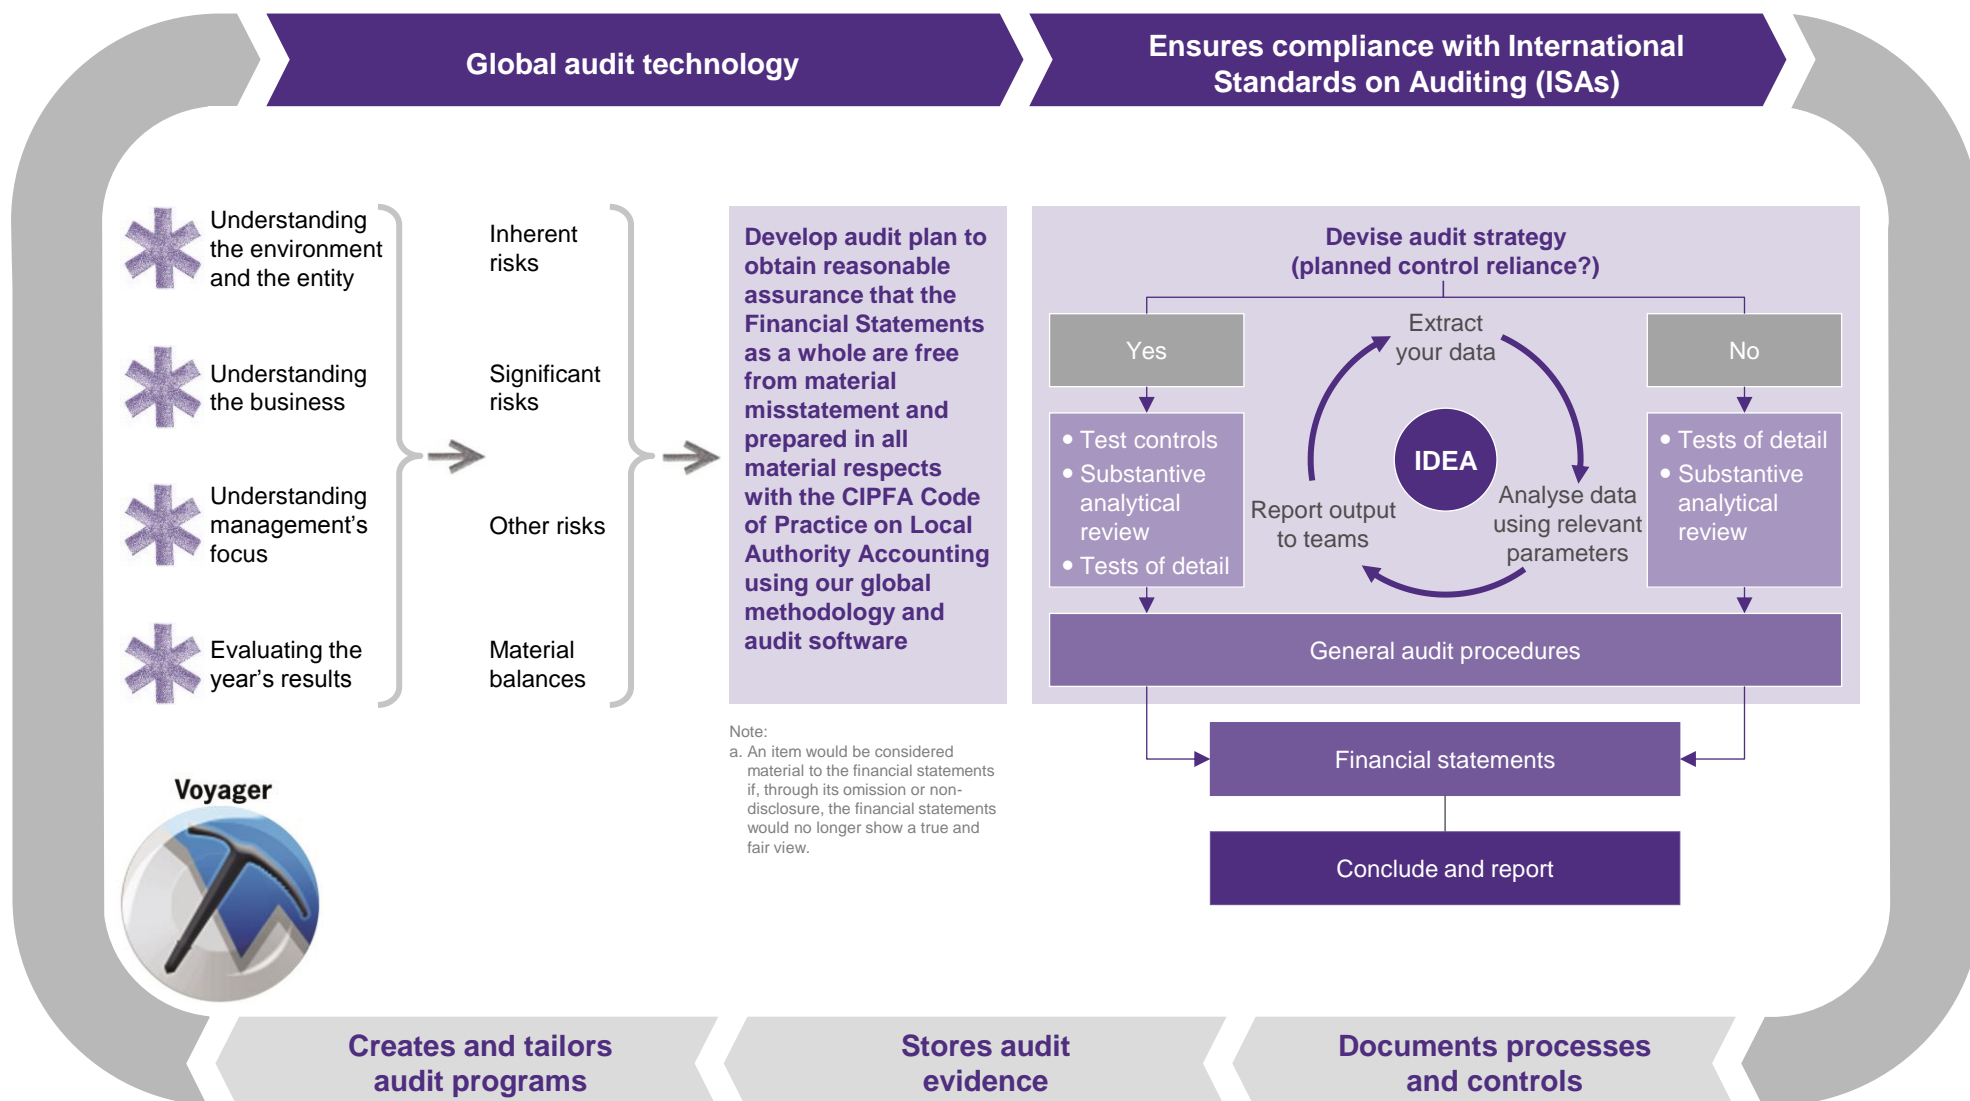 Global audit technology
Ensures compliance with International
Standards on Auditing (ISAs)
Understanding
the environment
and the entity
Understanding
the business
Understanding
management's
focus
Evaluating the
year's results
Inherent
risks
Significant
risks
Other risks
Material
balances
Develop audit plan to
obtain reasonable
assurance that the
Financial Statements
as a whole are free
from material
misstatement and
prepared in all
material respects
with the CIPFA Code
of Practice on Local
Authority Accounting
using our global
methodology and
audit software
Note:
a. An item would be considered
material to the financial statements
if, through its omission or non-
disclosure, the financial statements
would no longer show a true and
fair view.
Devise audit strategy
(planned control reliance?)
Yes
• Test controls
• Substantive
analytical
review
• Tests of detail
Extract
your data
IDEA
Analyse data
using relevant
parameters
Report output
to teams
No
• Tests of detail
• Substantive
analytical
review
General audit procedures
Financial statements
Conclude and report
Voyager
Creates and tailors
audit programs
Stores audit
evidence
Documents processes
and controls